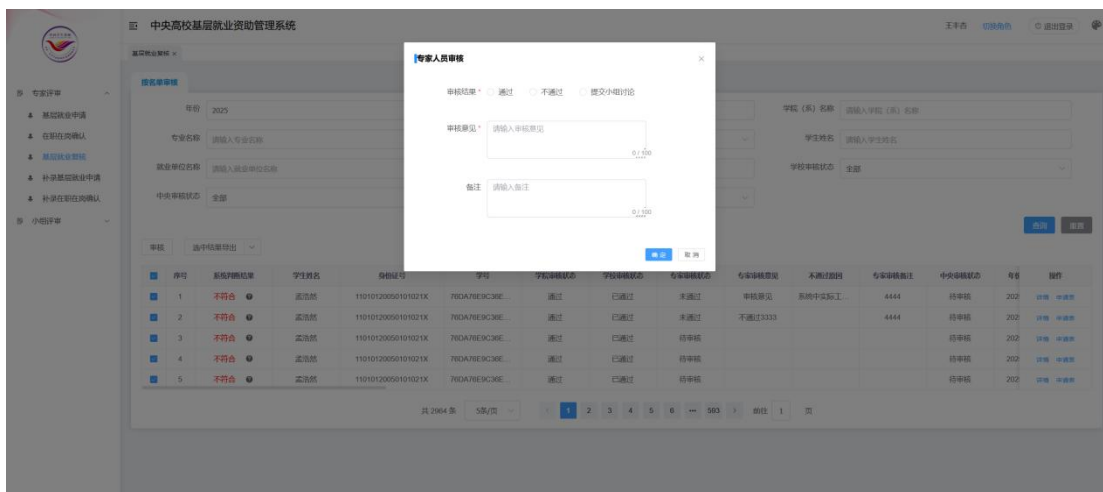 中央高校基层就业资助管理系统
王丰杏 切换角色 退出登录
基层就业复核 ×
专家评审
基层就业申请
在职在岗确认
基层就业复核
补录基层就业申请
补录在职在岗确认
小组评审
按名单审核
年份 2025
学院（系）名称 请输入学院（系）名称
专业名称 请输入专业名称
学生姓名 请输入学生姓名
就业单位名称 请输入就业单位名称
学校审核状态 全部
中央审核状态 全部
查询 重置
专家人员审核 ×
审核结果 * 通过 不通过 提交小组讨论
审核意见 * 请输入审核意见
0 / 100
备注 请输入备注
0 / 100
确 定 取 消
审核 选中结果导出
序号 系统判断结果 学生姓名 身份证号 学号 学院审核状态 学校审核状态 专家审核状态 专家审核意见 不通过原因 专家审核备注 中央审核状态 年份 操作
1 不符合 孟浩然 11010120050101021X 76DA76E9C36E... 通过 已通过 未通过 审核意见 系统中实际工... 4444 待审核 202 详情 申请表
2 不符合 孟浩然 11010120050101021X 76DA76E9C36E... 通过 已通过 未通过 不通过3333 4444 待审核 202 详情 申请表
3 不符合 孟浩然 11010120050101021X 76DA76E9C36E... 通过 已通过 待审核 待审核 202 详情 申请表
4 不符合 孟浩然 11010120050101021X 76DA76E9C36E... 通过 已通过 待审核 待审核 202 详情 申请表
5 不符合 孟浩然 11010120050101021X 76DA76E9C36E... 通过 已通过 待审核 待审核 202 详情 申请表
共 2964 条 5条/页 1 2 3 4 5 6 ••• 593 前往 1 页